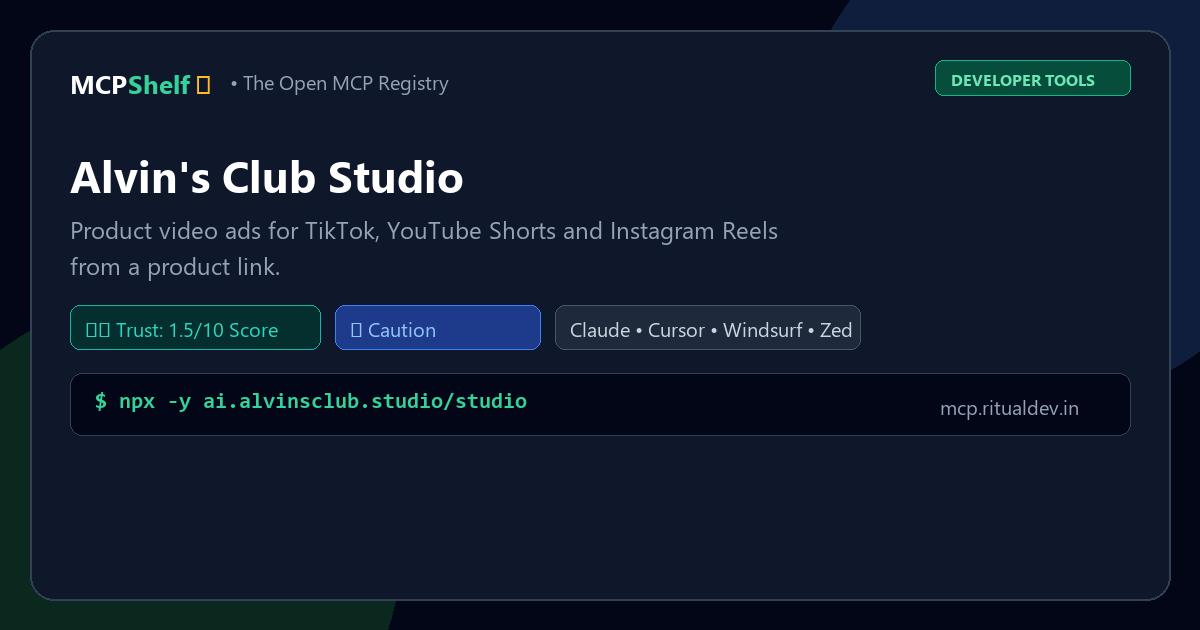 MCPShelf • The Open MCP Registry
DEVELOPER TOOLS
Alvin's Club Studio
Product video ads for TikTok, YouTube Shorts and Instagram Reels
from a product link.
Trust: 1.5/10 Score
Caution
Claude • Cursor • Windsurf • Zed
$ npx -y ai.alvinsclub.studio/studio
mcp.ritualdev.in